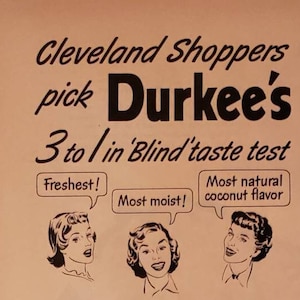 Cleveland Shoppers
pick Durkee's
3 to 1 in 'Blind' taste test
Freshest!
Most moist!
Most natural
coconut flavor